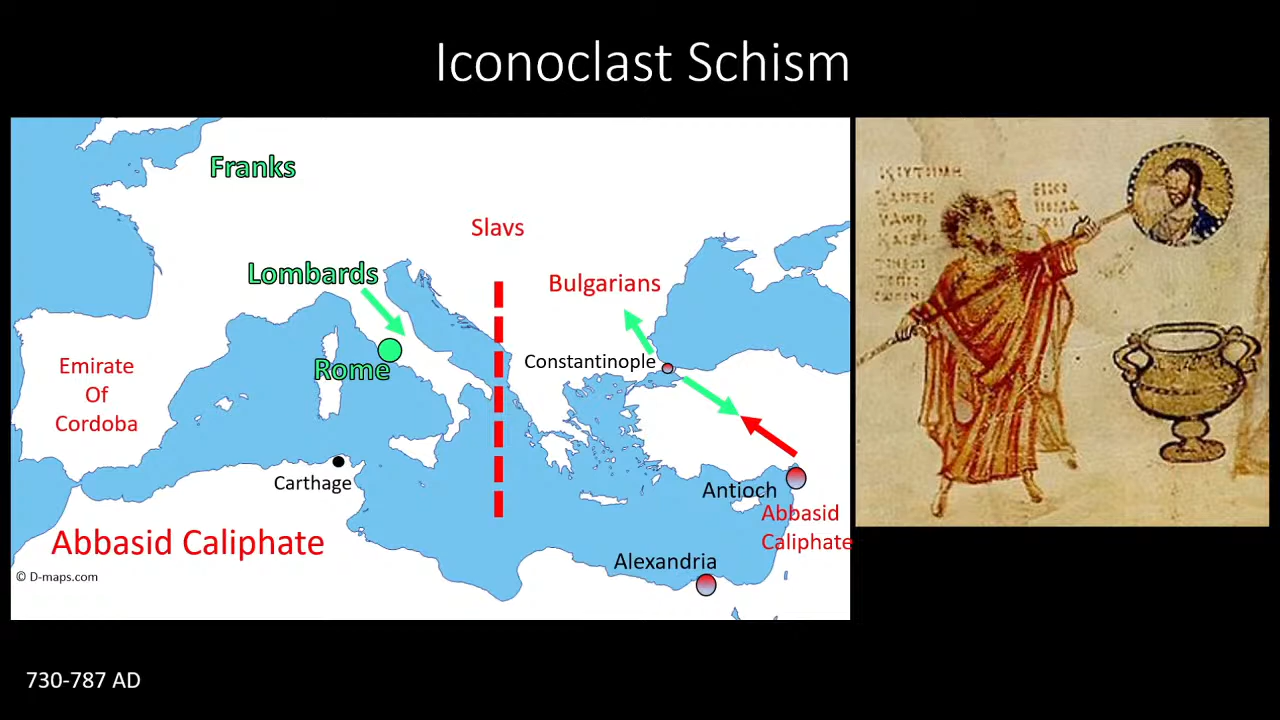 Iconoclast Schism
Franks
Slavs
Lombards
Bulgarians
Constantinople
Rome
Emirate
Of
Cordoba
Carthage
Antioch
Abbasid
Caliphate
Abbasid Caliphate
Alexandria
© D-maps.com
730-787 AD